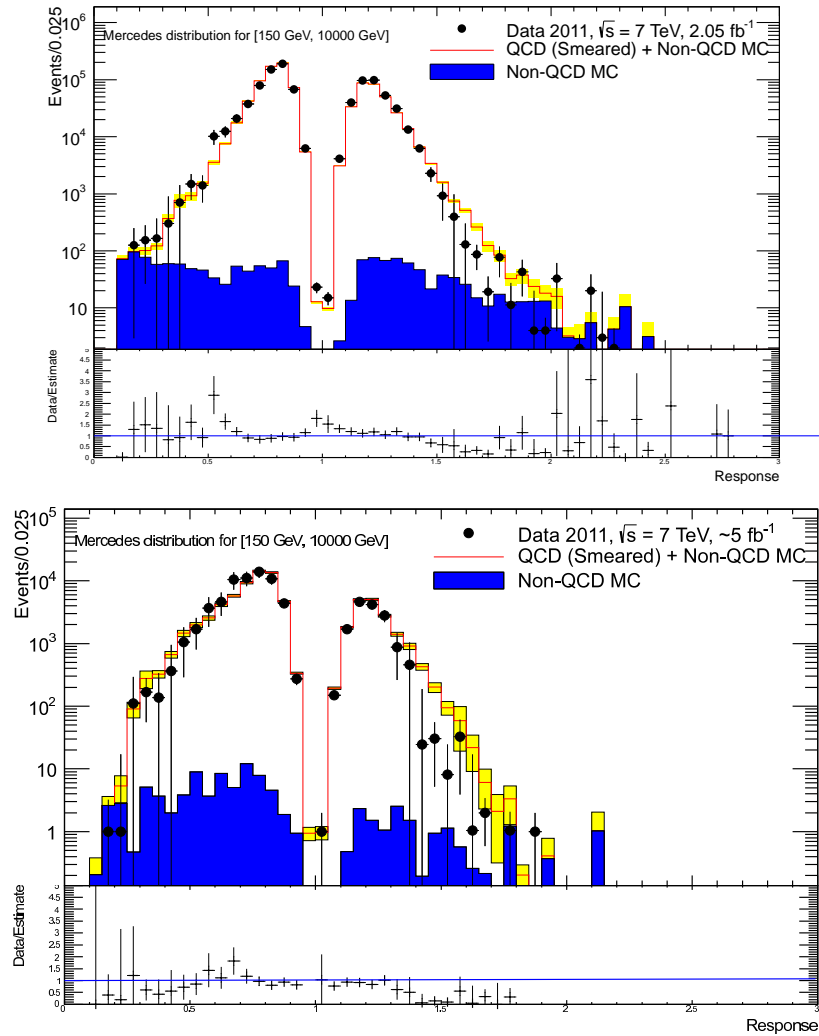 Mercedes distribution for [150 GeV, 10000 GeV]
Data 2011, √s = 7 TeV, 2.05 fb⁻¹
QCD (Smeared) + Non-QCD MC
Non-QCD MC
Events/0.025
10⁶
10⁵
10⁴
10³
10²
10
Data/Estimate
5
4.5
4
3.5
3
2.5
2
1.5
1
0.5
0
0 0.5 1 1.5 2 2.5 3
Response
Mercedes distribution for [150 GeV, 10000 GeV]
Data 2011, √s = 7 TeV, ~5 fb⁻¹
QCD (Smeared) + Non-QCD MC
Non-QCD MC
Events/0.025
10⁵
10⁴
10³
10²
10
1
Data/Estimate
5
4.5
4
3.5
3
2.5
2
1.5
1
0.5
0
0 0.5 1 1.5 2 2.5 3
Response